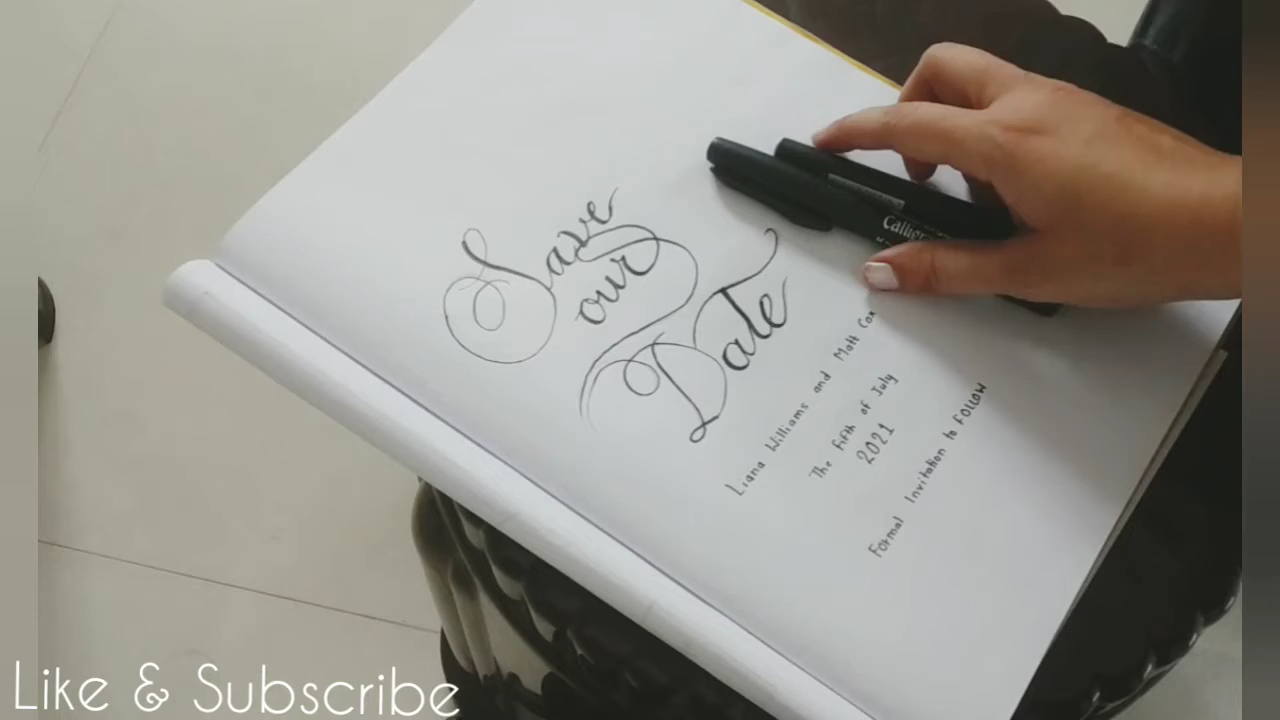 Save
our
Date
Liana Williams and Matt Cox
The Fifth of July
2021
Formal Invitation to Follow
Like & Subscribe